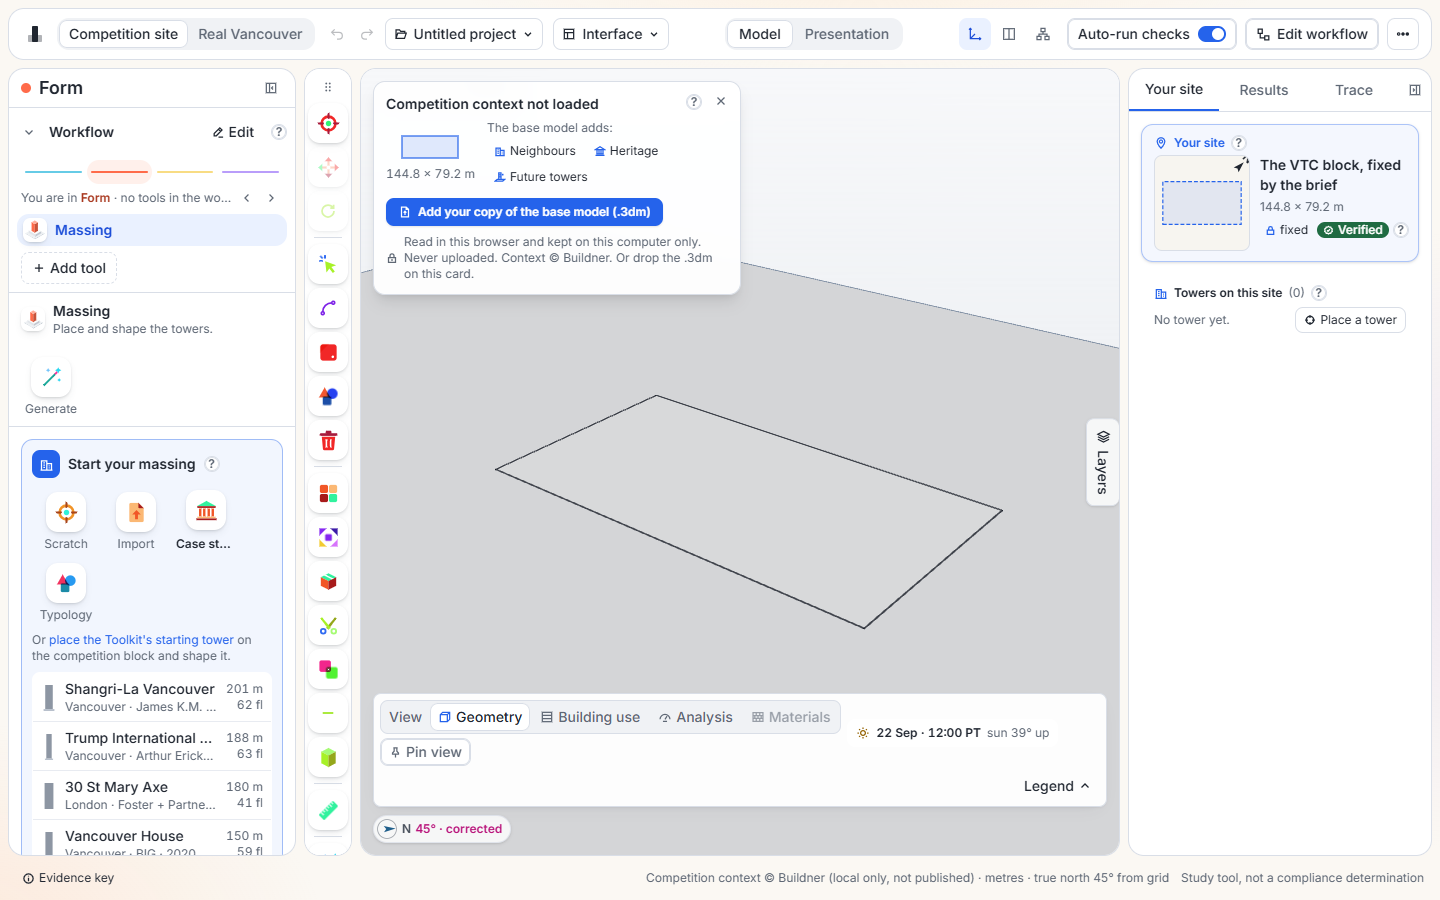 Competition site
Real Vancouver
Untitled project
Interface
Model
Presentation
Auto-run checks
Edit workflow
Form
Workflow
Edit
?
You are in Form · no tools in the wo...
Massing
Add tool
Massing
Place and shape the towers.
Generate
Start your massing
?
Scratch
Import
Case st...
Typology
Or place the Toolkit's starting tower on
the competition block and shape it.
Shangri-La Vancouver 201 m
Vancouver · James K.M. ... 62 fl
Trump International ... 188 m
Vancouver · Arthur Erick... 63 fl
30 St Mary Axe 180 m
London · Foster + Partne... 41 fl
Vancouver House 150 m
Vancouver · BIG · 2020 59 fl
Competition context not loaded
?
The base model adds:
Neighbours
Heritage
Future towers
144.8 × 79.2 m
Add your copy of the base model (.3dm)
Read in this browser and kept on this computer only.
Never uploaded. Context © Buildner. Or drop the .3dm
on this card.
Layers
View
Geometry
Building use
Analysis
Materials
22 Sep · 12:00 PT sun 39° up
Pin view
Legend
N 45° · corrected
Your site
Results
Trace
Your site
?
The VTC block, fixed
by the brief
144.8 × 79.2 m
fixed
Verified
?
Towers on this site (0)
?
No tower yet.
Place a tower
Evidence key
Competition context © Buildner (local only, not published) · metres · true north 45° from grid
Study tool, not a compliance determination